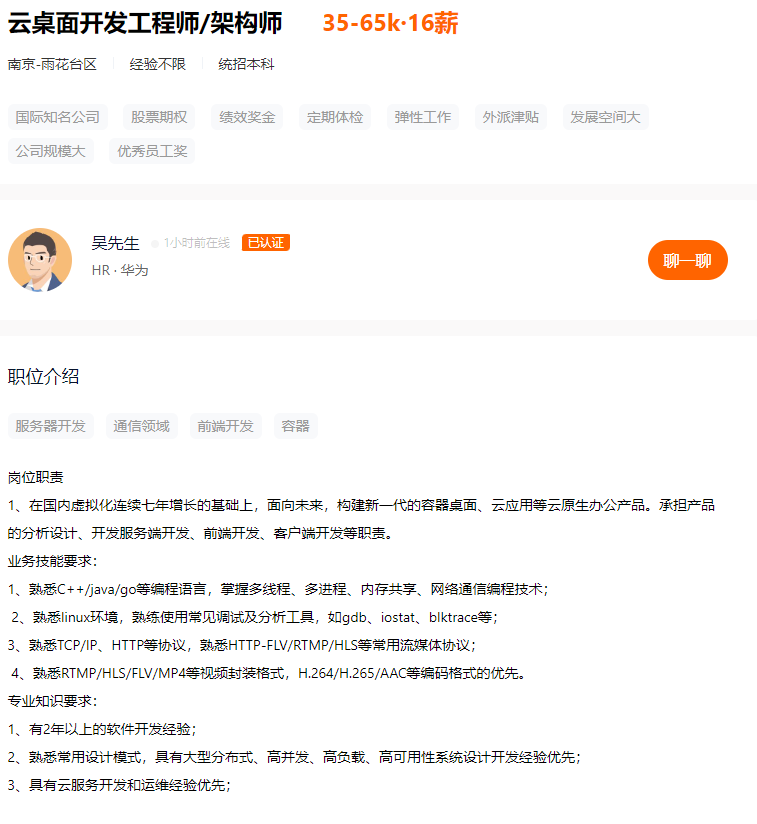 云桌面开发工程师/架构师 35-65k·16薪
南京-雨花台区 经验不限 统招本科
国际知名公司 股票期权 绩效奖金 定期体检 弹性工作 外派津贴 发展空间大
公司规模大 优秀员工奖
吴先生 1小时前在线 已认证
HR · 华为
聊一聊
职位介绍
服务器开发 通信领域 前端开发 容器
岗位职责
1、在国内虚拟化连续七年增长的基础上，面向未来，构建新一代的容器桌面、云应用等云原生办公产品。承担产品
的分析设计、开发服务端开发、前端开发、客户端开发等职责。
业务技能要求：
1、熟悉C++/java/go等编程语言，掌握多线程、多进程、内存共享、网络通信编程技术；
2、熟悉linux环境，熟练使用常见调试及分析工具，如gdb、iostat、blktrace等；
3、熟悉TCP/IP、HTTP等协议，熟悉HTTP-FLV/RTMP/HLS等常用流媒体协议；
4、熟悉RTMP/HLS/FLV/MP4等视频封装格式，H.264/H.265/AAC等编码格式的优先。
专业知识要求：
1、有2年以上的软件开发经验；
2、熟悉常用设计模式，具有大型分布式、高并发、高负载、高可用性系统设计开发经验优先；
3、具有云服务开发和运维经验优先；